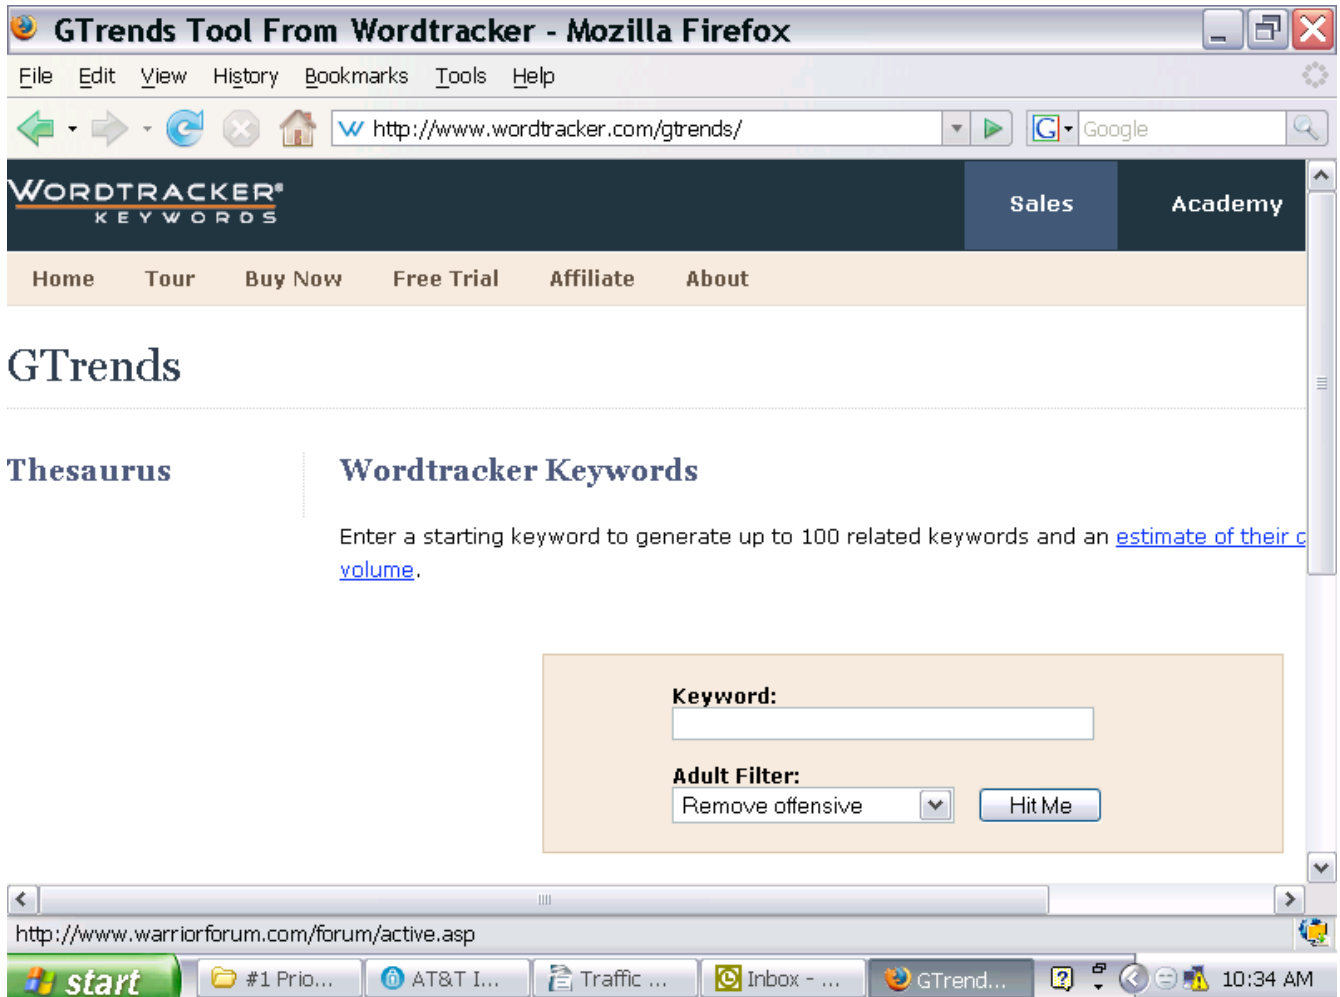 GTrends Tool From Wordtracker - Mozilla Firefox
File Edit View History Bookmarks Tools Help
http://www.wordtracker.com/gtrends/ G Google
WORDTRACKER® Sales Academy
KEYWORDS
Home Tour Buy Now Free Trial Affiliate About
GTrends
Thesaurus Wordtracker Keywords
Enter a starting keyword to generate up to 100 related keywords and an estimate of their
volume.
Keyword:
Adult Filter:
Remove offensive Hit Me
http://www.warriorforum.com/forum/active.asp
start #1 Prio... AT&T I... Traffic ... Inbox - ... GTrend... 10:34 AM